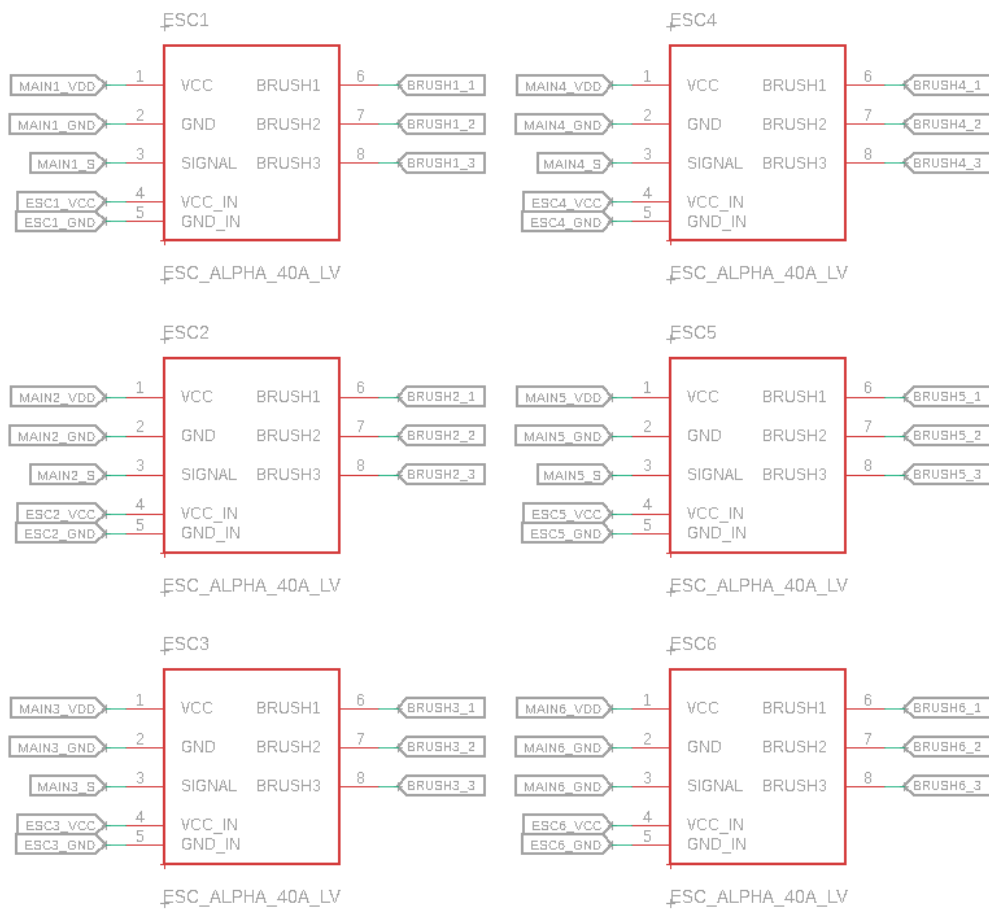 ESC1
MAIN1_VDD 1 VCC BRUSH1 6 BRUSH1_1
MAIN1_GND 2 GND BRUSH2 7 BRUSH1_2
MAIN1_S 3 SIGNAL BRUSH3 8 BRUSH1_3
ESC1_VCC 4 VCC_IN
ESC1_GND 5 GND_IN
ESC_ALPHA_40A_LV
ESC4
MAIN4_VDD 1 VCC BRUSH1 6 BRUSH4_1
MAIN4_GND 2 GND BRUSH2 7 BRUSH4_2
MAIN4_S 3 SIGNAL BRUSH3 8 BRUSH4_3
ESC4_VCC 4 VCC_IN
ESC4_GND 5 GND_IN
ESC_ALPHA_40A_LV
ESC2
MAIN2_VDD 1 VCC BRUSH1 6 BRUSH2_1
MAIN2_GND 2 GND BRUSH2 7 BRUSH2_2
MAIN2_S 3 SIGNAL BRUSH3 8 BRUSH2_3
ESC2_VCC 4 VCC_IN
ESC2_GND 5 GND_IN
ESC_ALPHA_40A_LV
ESC5
MAIN5_VDD 1 VCC BRUSH1 6 BRUSH5_1
MAIN5_GND 2 GND BRUSH2 7 BRUSH5_2
MAIN5_S 3 SIGNAL BRUSH3 8 BRUSH5_3
ESC5_VCC 4 VCC_IN
ESC5_GND 5 GND_IN
ESC_ALPHA_40A_LV
ESC3
MAIN3_VDD 1 VCC BRUSH1 6 BRUSH3_1
MAIN3_GND 2 GND BRUSH2 7 BRUSH3_2
MAIN3_S 3 SIGNAL BRUSH3 8 BRUSH3_3
ESC3_VCC 4 VCC_IN
ESC3_GND 5 GND_IN
ESC_ALPHA_40A_LV
ESC6
MAIN6_VDD 1 VCC BRUSH1 6 BRUSH6_1
MAIN6_GND 2 GND BRUSH2 7 BRUSH6_2
MAIN6_GND 3 SIGNAL BRUSH3 8 BRUSH6_3
ESC6_VCC 4 VCC_IN
ESC6_GND 5 GND_IN
ESC_ALPHA_40A_LV